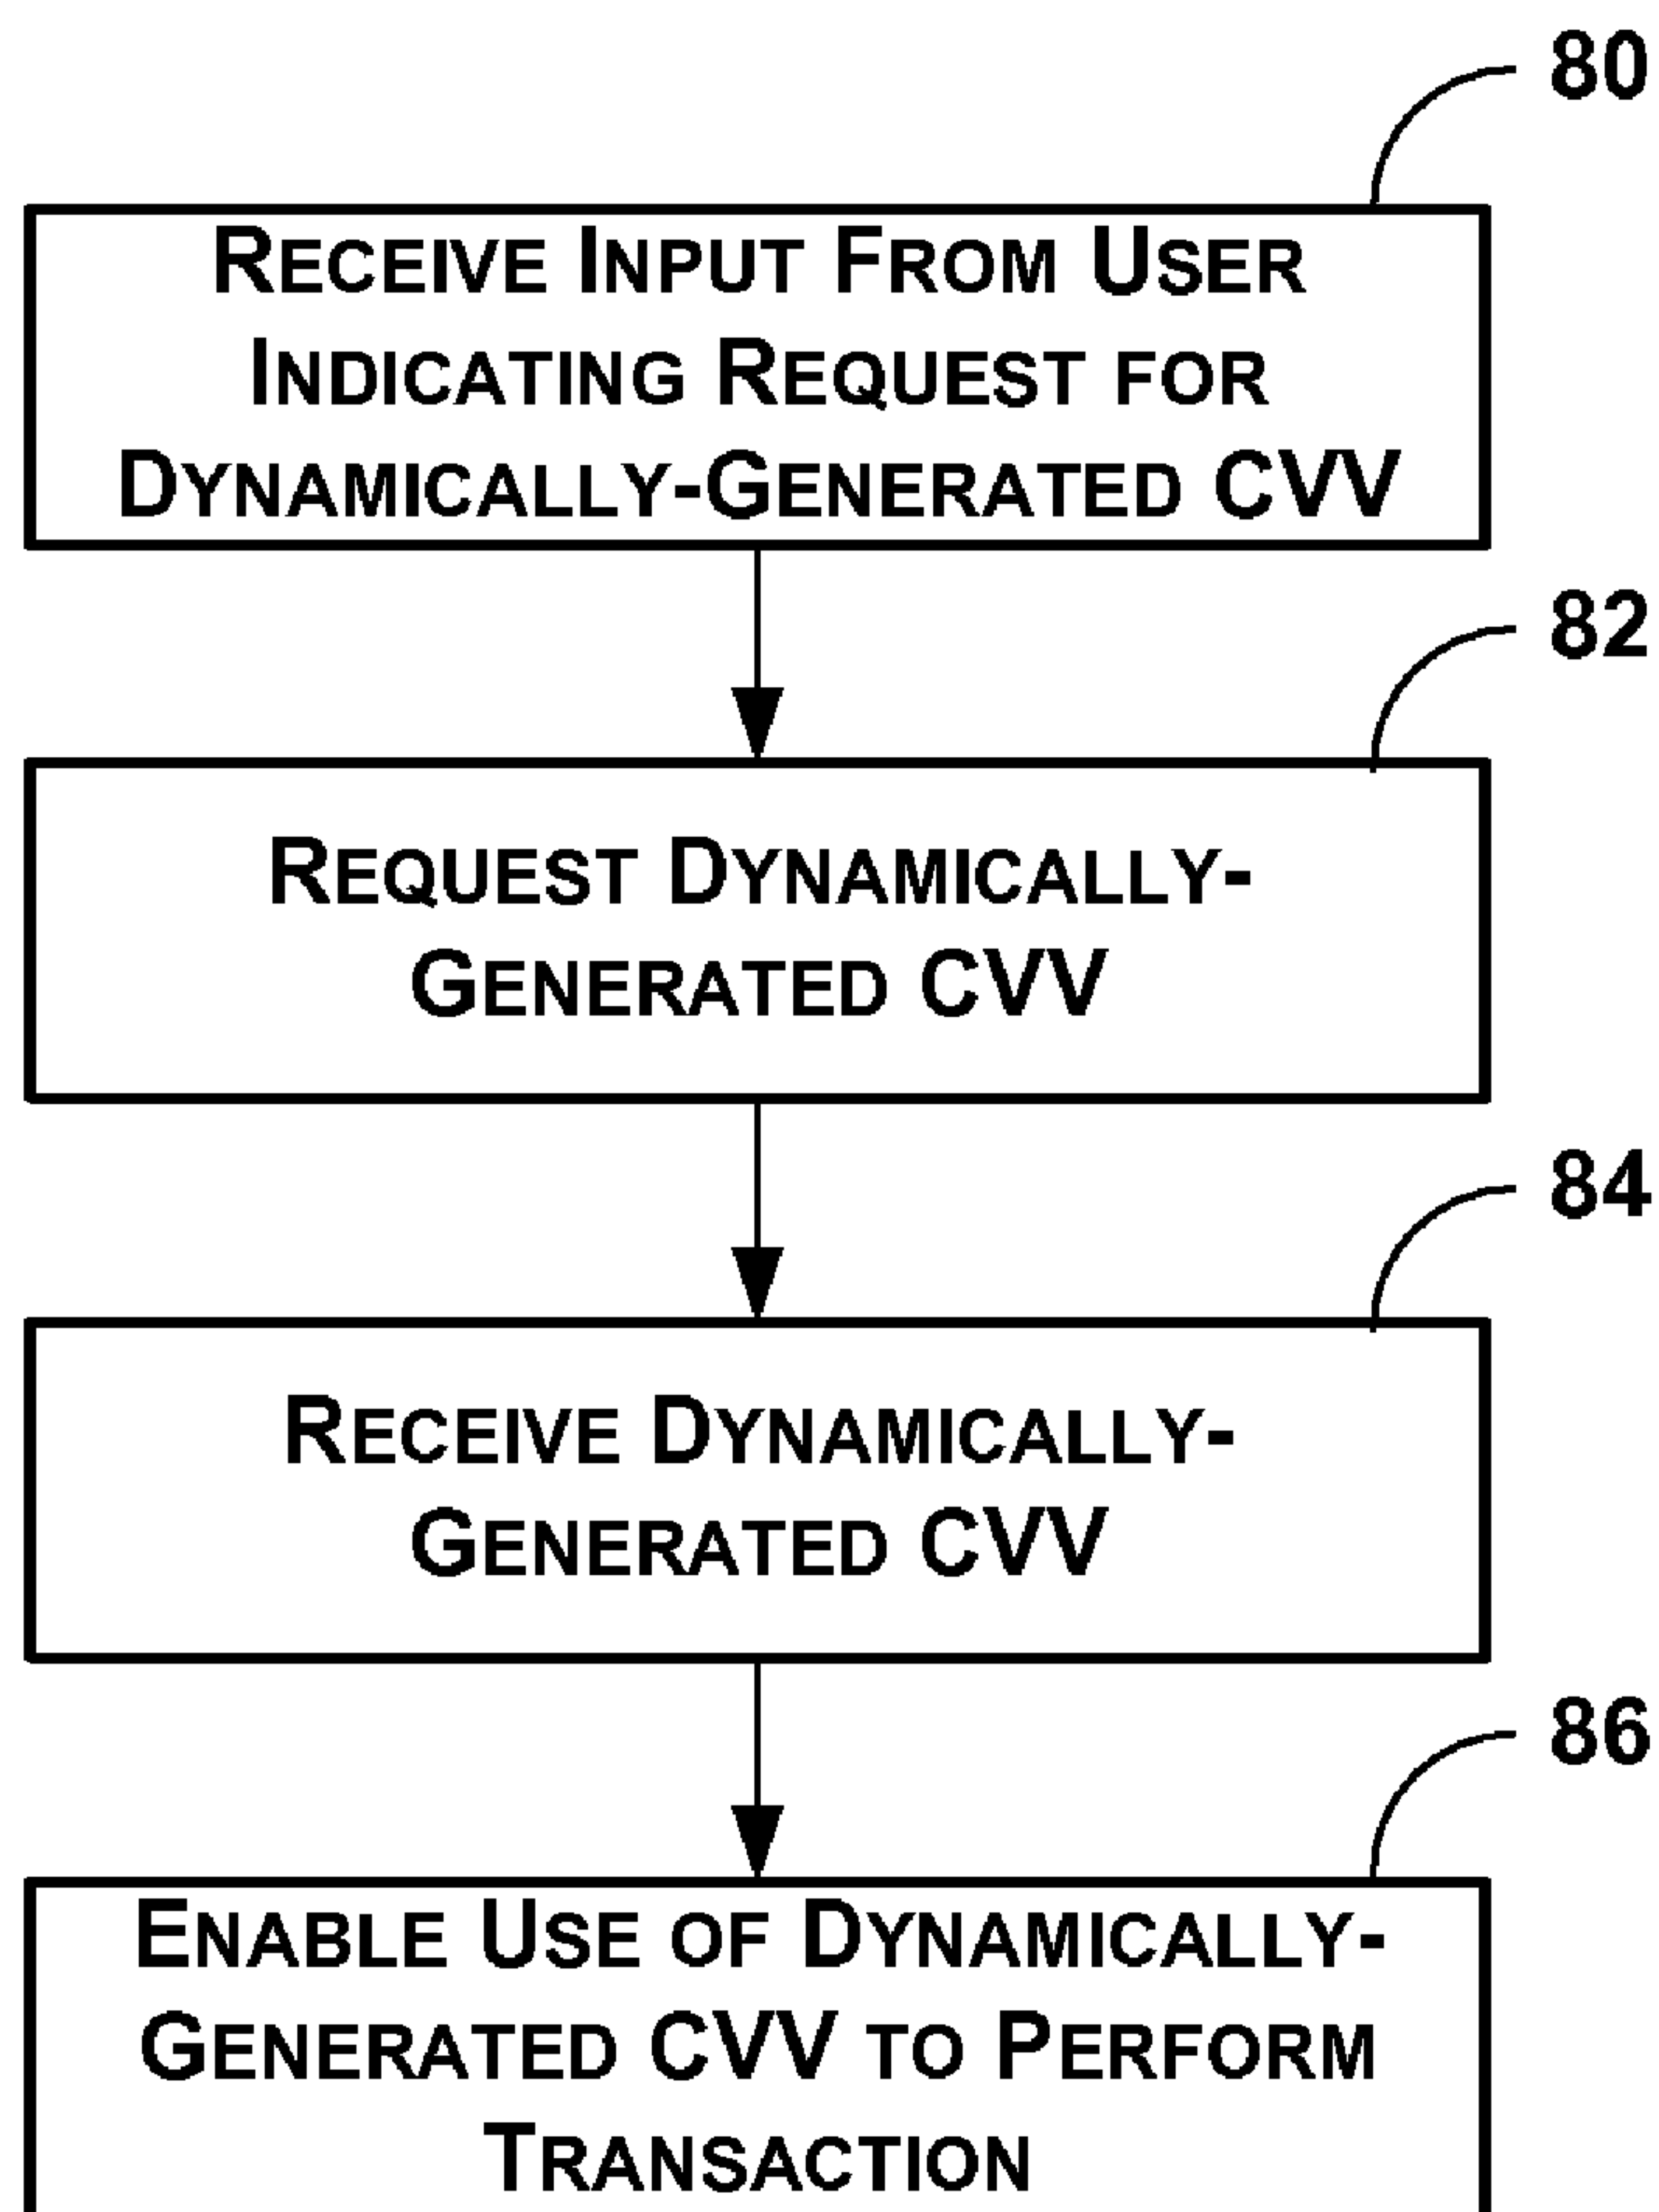 80
RECEIVE INPUT FROM USER
INDICATING REQUEST FOR
DYNAMICALLY-GENERATED CVV
82
REQUEST DYNAMICALLY-
GENERATED CVV
84
RECEIVE DYNAMICALLY-
GENERATED CVV
86
ENABLE USE OF DYNAMICALLY-
GENERATED CVV TO PERFORM
TRANSACTION